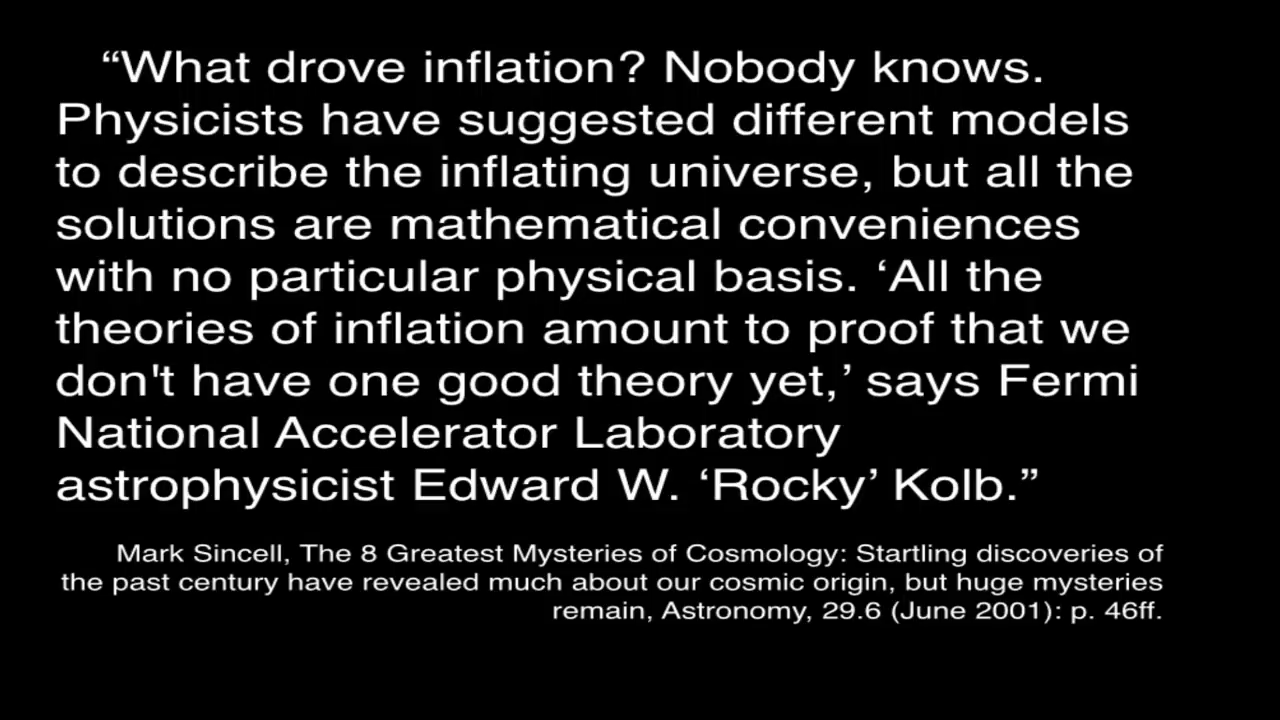 “What drove inflation? Nobody knows.
Physicists have suggested different models
to describe the inflating universe, but all the
solutions are mathematical conveniences
with no particular physical basis. ‘All the
theories of inflation amount to proof that we
don't have one good theory yet,’ says Fermi
National Accelerator Laboratory
astrophysicist Edward W. ‘Rocky’ Kolb.”
Mark Sincell, The 8 Greatest Mysteries of Cosmology: Startling discoveries of
the past century have revealed much about our cosmic origin, but huge mysteries
remain, Astronomy, 29.6 (June 2001): p. 46ff.